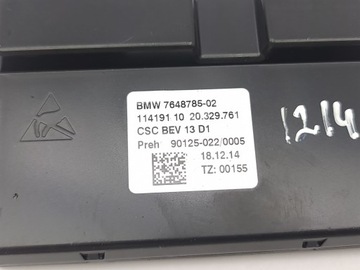 BMW 7648785-02
114191 10 20.329.761
CSC BEV 13 D1
Preh 90125-022/0005
18.12.14
TZ: 00155
1214